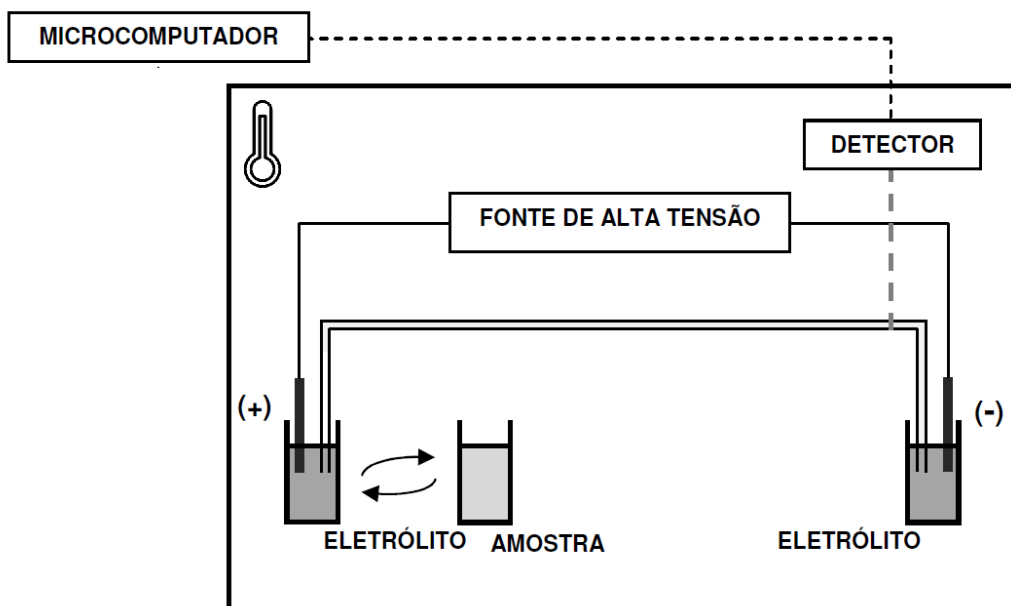 MICROCOMPUTADOR
DETECTOR
FONTE DE ALTA TENSÃO
(+)
(-)
ELETRÓLITO
AMOSTRA
ELETRÓLITO